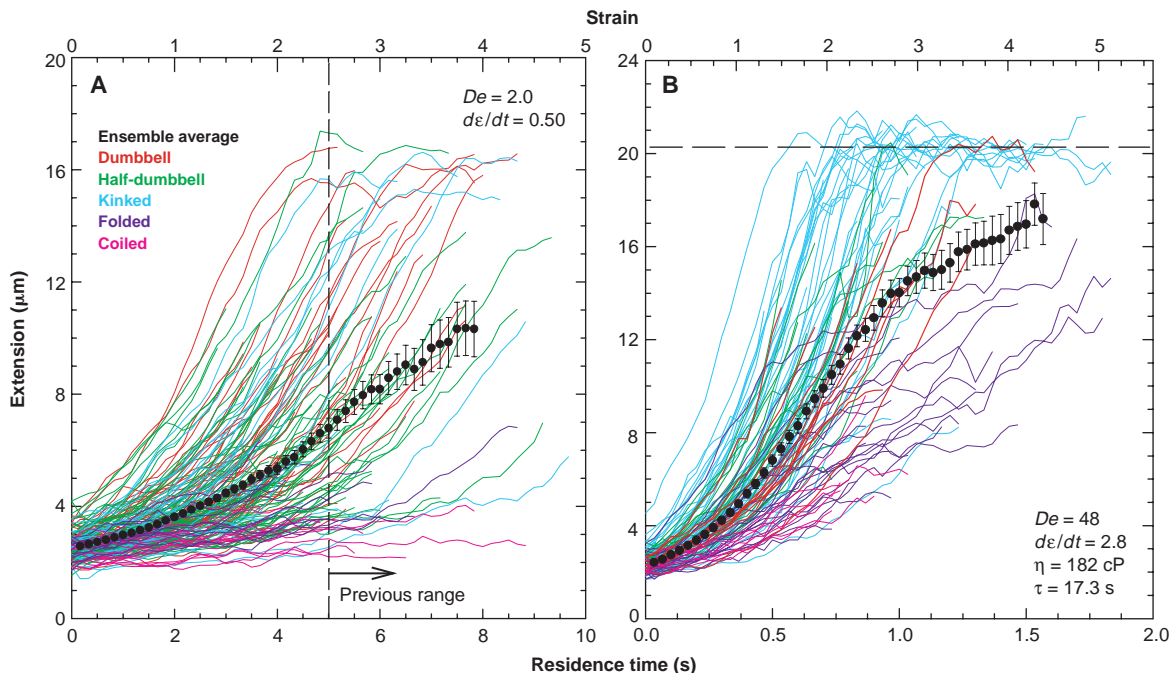 Strain
0 1 2 3 4 5
0 1 2 3 4 5
20
16
12
8
4
0
Extension (μm)
A
De = 2.0
dε/dt = 0.50
Ensemble average
Dumbbell
Half-dumbbell
Kinked
Folded
Coiled
Previous range
0 2 4 6 8 10
24
20
16
12
8
4
0
B
De = 48
dε/dt = 2.8
η = 182 cP
τ = 17.3 s
0.0 0.5 1.0 1.5 2.0
Residence time (s)